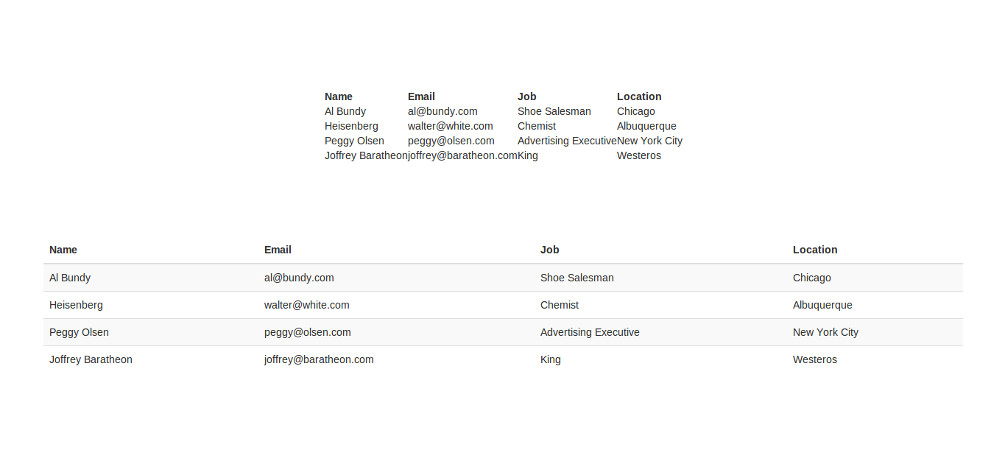 Name Email Job Location
Al Bundy al@bundy.com Shoe Salesman Chicago
Heisenberg walter@white.com Chemist Albuquerque
Peggy Olsen peggy@olsen.com Advertising Executive New York City
Joffrey Baratheon joffrey@baratheon.com King Westeros
Name Email Job Location
Al Bundy al@bundy.com Shoe Salesman Chicago
Heisenberg walter@white.com Chemist Albuquerque
Peggy Olsen peggy@olsen.com Advertising Executive New York City
Joffrey Baratheon joffrey@baratheon.com King Westeros